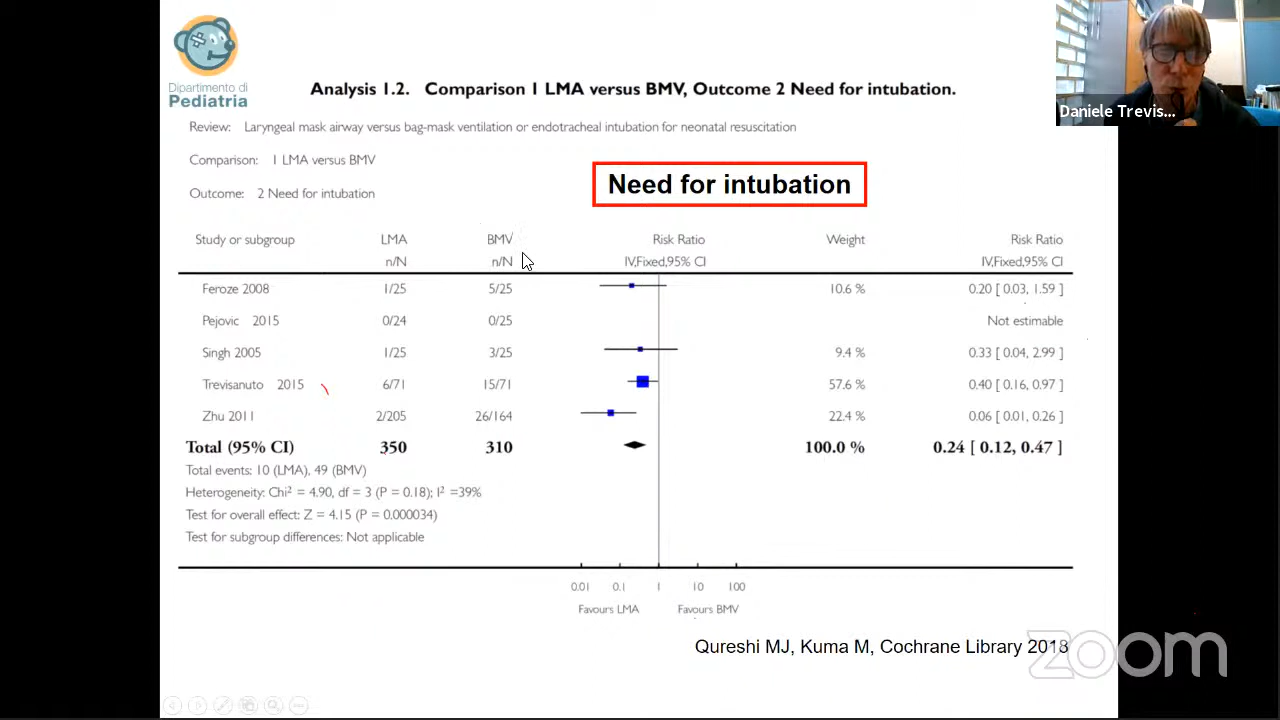 Dipartimento di
Pediatria
Daniele Trevis...
Analysis 1.2. Comparison 1 LMA versus BMV, Outcome 2 Need for intubation.
Review: Laryngeal mask airway versus bag-mask ventilation or endotracheal intubation for neonatal resuscitation
Comparison: 1 LMA versus BMV
Outcome: 2 Need for intubation
Need for intubation
Study or subgroup LMA BMV Risk Ratio Weight Risk Ratio
n/N n/N IV,Fixed,95% CI IV,Fixed,95% CI
Feroze 2008 1/25 5/25 10.6 % 0.20 [ 0.03, 1.59 ]
Pejovic 2015 0/24 0/25 Not estimable
Singh 2005 1/25 3/25 9.4 % 0.33 [ 0.04, 2.99 ]
Trevisanuto 2015 6/71 15/71 57.6 % 0.40 [ 0.16, 0.97 ]
Zhu 2011 2/205 26/164 22.4 % 0.06 [ 0.01, 0.26 ]
Total (95% CI) 350 310 100.0 % 0.24 [ 0.12, 0.47 ]
Total events: 10 (LMA), 49 (BMV)
Heterogeneity: Chi² = 4.90, df = 3 (P = 0.18); I² =39%
Test for overall effect: Z = 4.15 (P = 0.000034)
Test for subgroup differences: Not applicable
0.01 0.1 1 10 100
Favours LMA Favours BMV
Qureshi MJ, Kuma M, Cochrane Library 2018
zoom